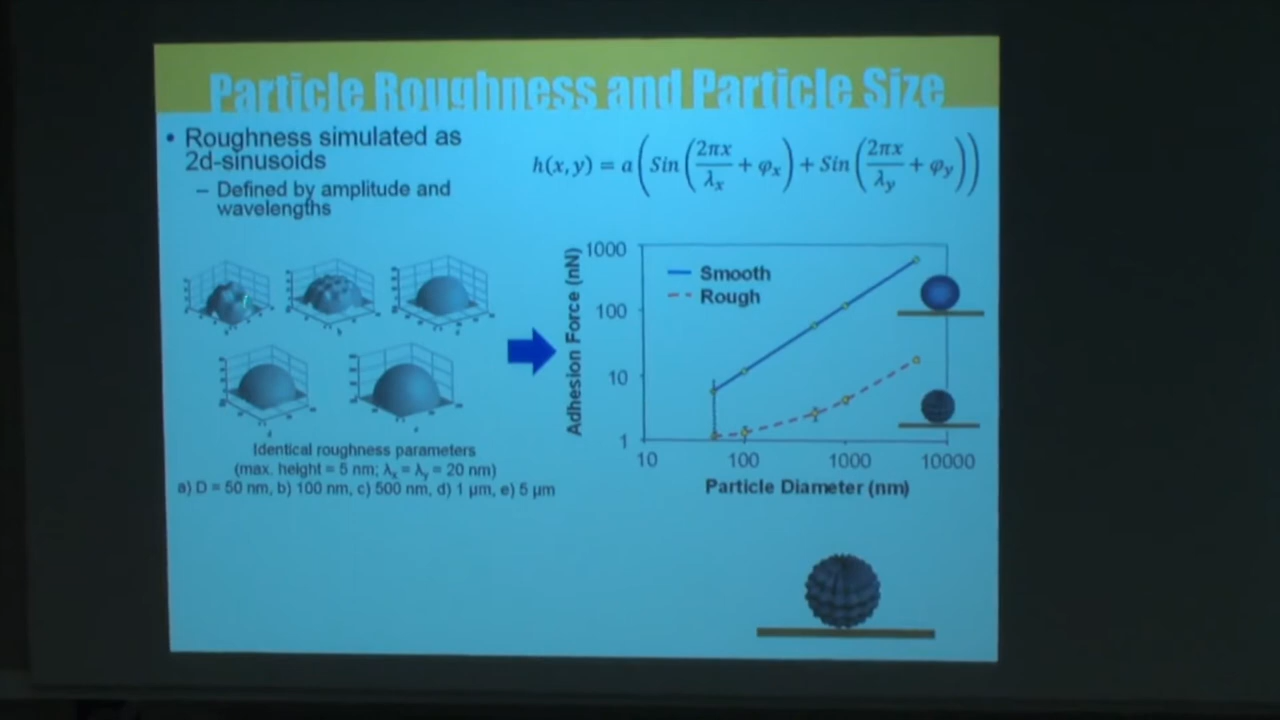 Particle Roughness and Particle Size
• Roughness simulated as
2d-sinusoids
– Defined by amplitude and
wavelengths
h(x,y) = a(Sin(2πx/λx + φx) + Sin(2πx/λy + φy))
Adhesion Force (nN)
1000
100
10
1
Smooth
Rough
10 100 1000 10000
Particle Diameter (nm)
Identical roughness parameters
(max. height = 5 nm; λx = λy = 20 nm)
a) D = 50 nm, b) 100 nm, c) 500 nm, d) 1 µm, e) 5 µm